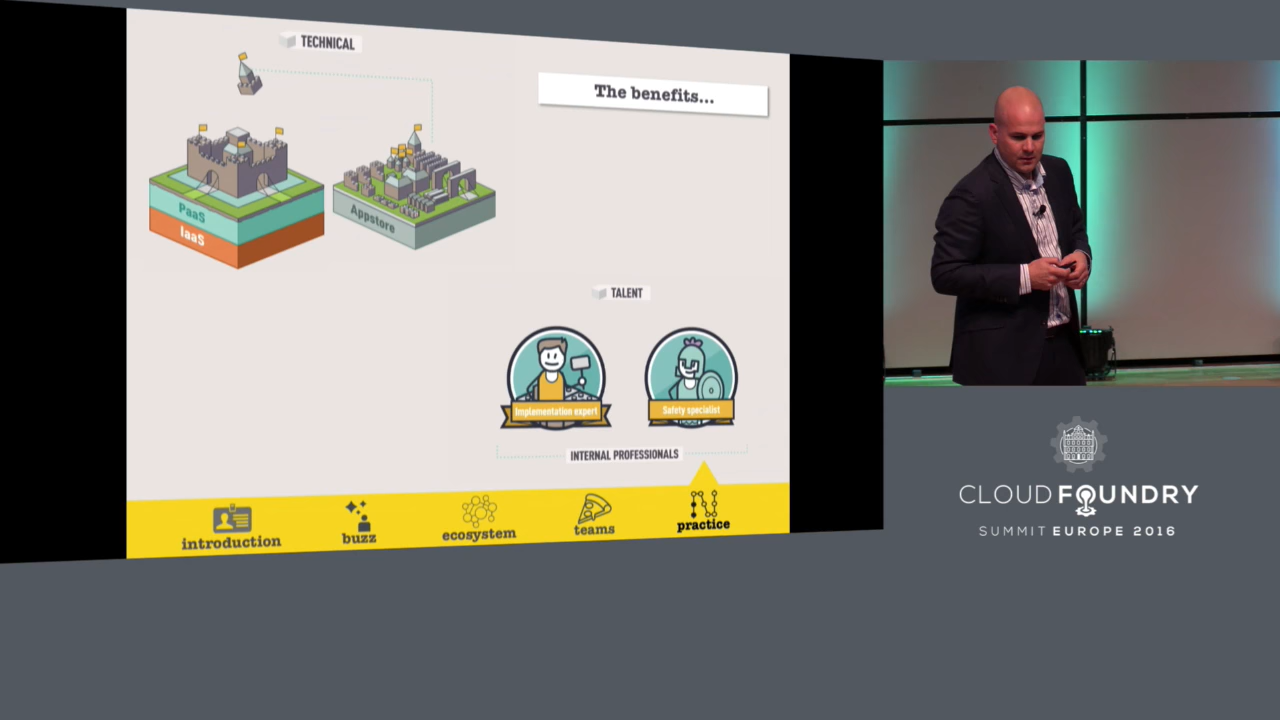 TECHNICAL
The benefits...
PaaS
IaaS
Appstore
TALENT
Implementation expert
Safety specialist
INTERNAL PROFESSIONALS
introduction
buzz
ecosystem
teams
practice
CLOUD FOUNDRY
SUMMIT EUROPE 2016